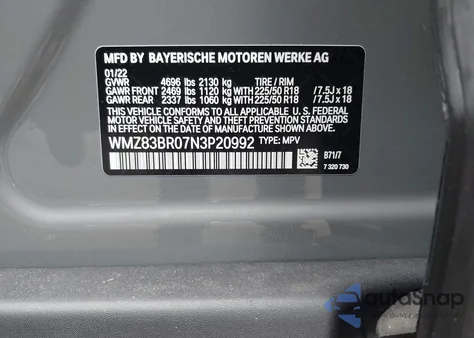 MFD BY BAYERISCHE MOTOREN WERKE AG
01/22
GVWR 4696 lbs 2130 kg TIRE / RIM
GAWR FRONT 2469 lbs 1120 kg WITH 225/50 R18 /7.5J x 18
GAWR REAR 2337 lbs 1060 kg WITH 225/50 R18 /7.5J x 18
THIS VEHICLE CONFORMS TO ALL APPLICABLE U. S. FEDERAL
MOTOR VEHICLE SAFETY, BUMPER, AND THEFT PREVENTION
STANDARDS IN EFFECT ON THE DATE OF MANUFACTURE SHOWN ABOVE.
WMZ83BR07N3P20992 TYPE: MPV
B71/7
7 320 730
autoSnap